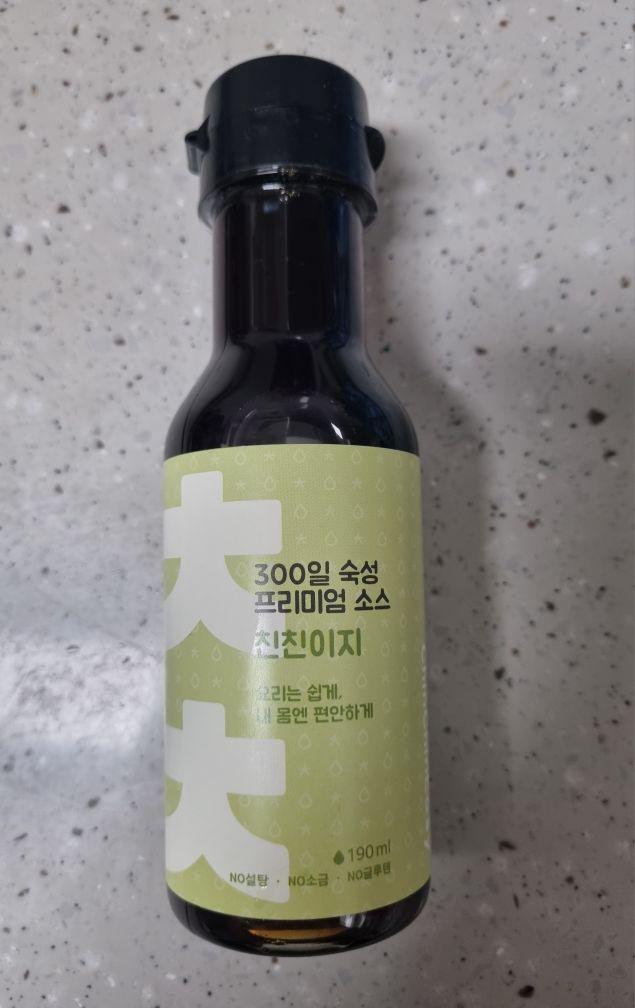 300일 숙성
프리미엄 소스
친친이지
요리는 쉽게,
내 몸엔 편안하게
190ml
NO설탕 · NO소금 · NO글루텐